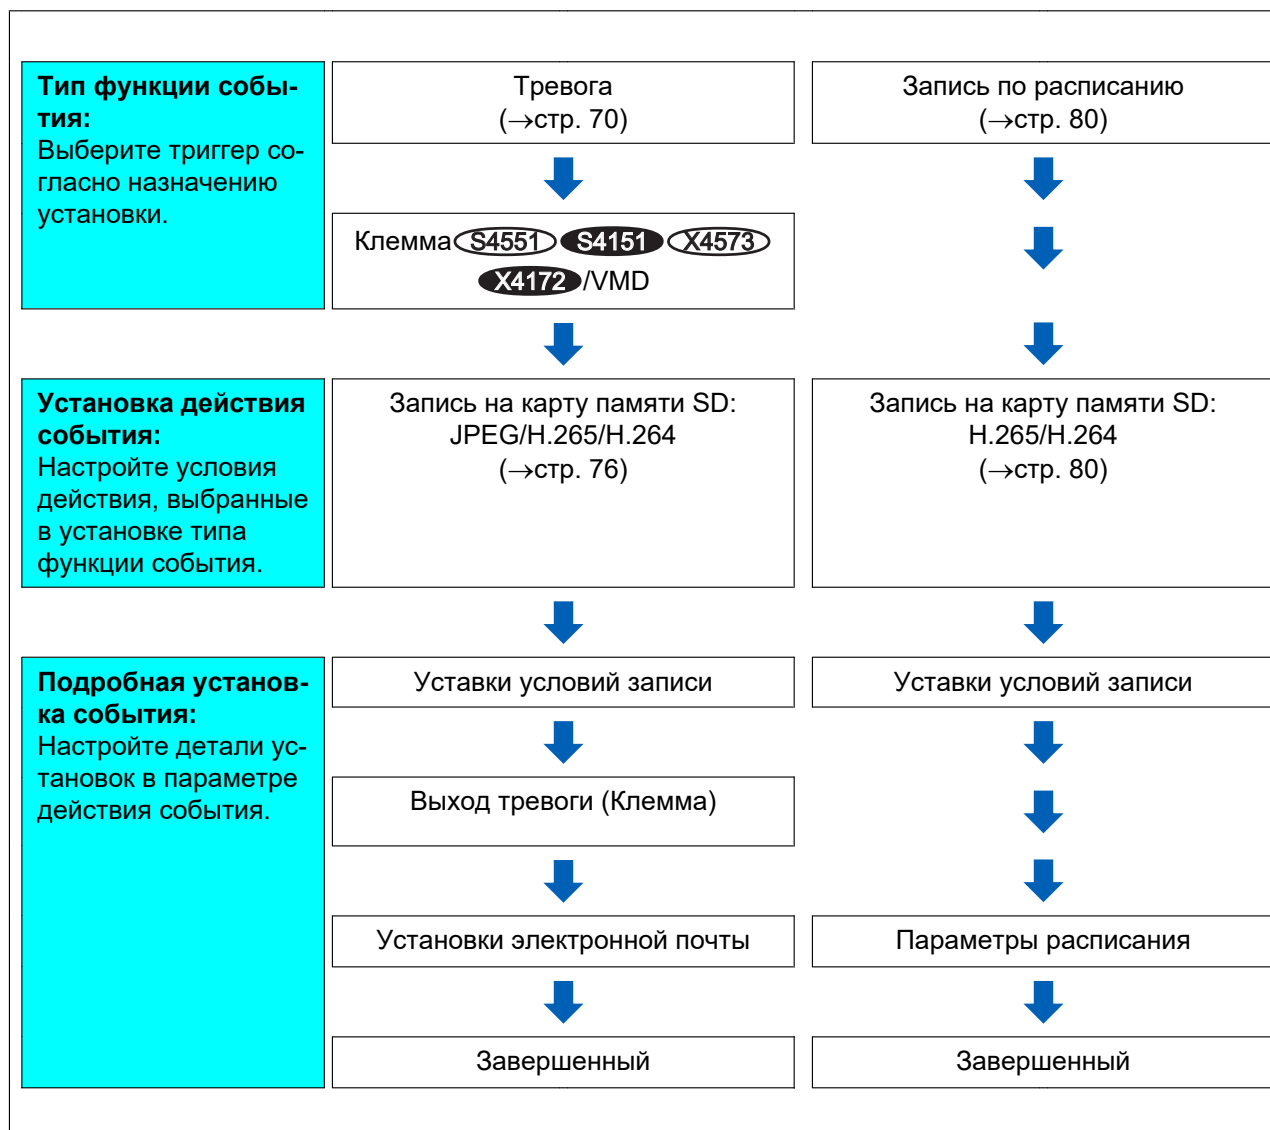 Тип функции собы-
тия:
Выберите триггер со-
гласно назначению
установки.
Тревога
(→стр. 70)
Запись по расписанию
(→стр. 80)
Клемма S4551 S4151 X4573
X4172 /VMD
Установка действия
события:
Настройте условия
действия, выбранные
в установке типа
функции события.
Запись на карту памяти SD:
JPEG/H.265/H.264
(→стр. 76)
Запись на карту памяти SD:
H.265/H.264
(→стр. 80)
Подробная установ-
ка события:
Настройте детали ус-
тановок в параметре
действия события.
Уставки условий записи
Уставки условий записи
Выход тревоги (Клемма)
Установки электронной почты
Параметры расписания
Завершенный
Завершенный